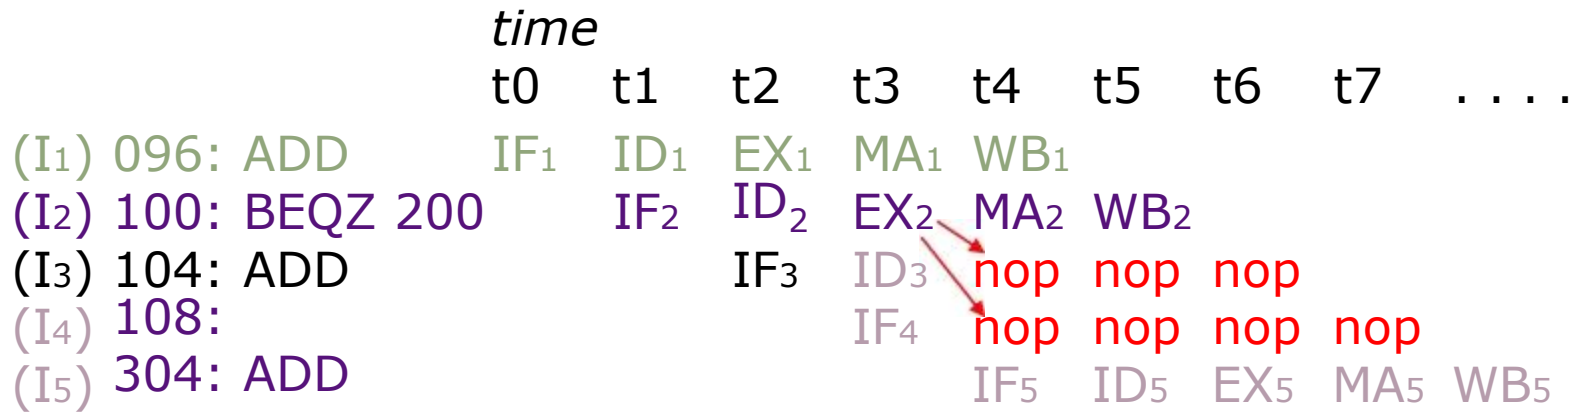 time
t0 t1 t2 t3 t4 t5 t6 t7 . . . .
(I1) 096: ADD IF1 ID1 EX1 MA1 WB1
(I2) 100: BEQZ 200 IF2 ID2 EX2 MA2 WB2
(I3) 104: ADD IF3 ID3 nop nop nop
(I4) 108: IF4 nop nop nop nop
(I5) 304: ADD IF5 ID5 EX5 MA5 WB5